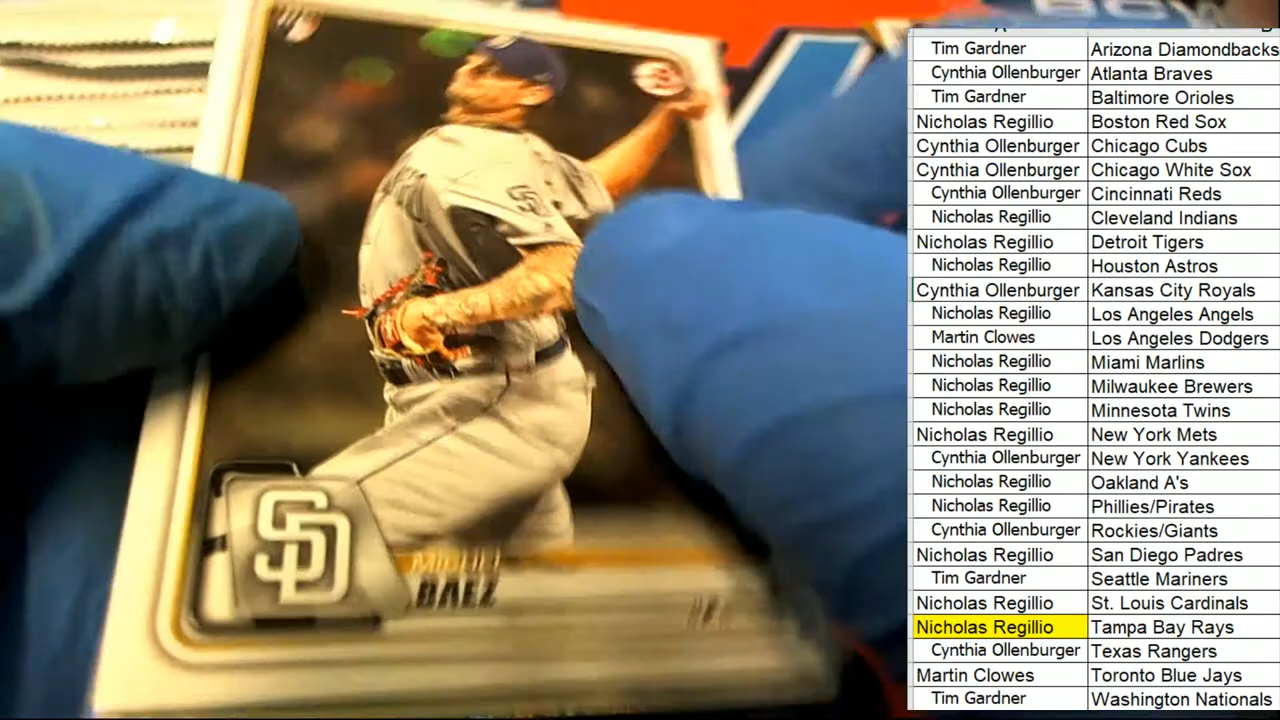 BOW
Tim Gardner Arizona Diamondbacks
Cynthia Ollenburger Atlanta Braves
Tim Gardner Baltimore Orioles
Nicholas Regillio Boston Red Sox
Cynthia Ollenburger Chicago Cubs
Cynthia Ollenburger Chicago White Sox
Cynthia Ollenburger Cincinnati Reds
Nicholas Regillio Cleveland Indians
Nicholas Regillio Detroit Tigers
Nicholas Regillio Houston Astros
Cynthia Ollenburger Kansas City Royals
Nicholas Regillio Los Angeles Angels
Martin Clowes Los Angeles Dodgers
Nicholas Regillio Miami Marlins
Nicholas Regillio Milwaukee Brewers
Nicholas Regillio Minnesota Twins
Nicholas Regillio New York Mets
Cynthia Ollenburger New York Yankees
Nicholas Regillio Oakland A's
Nicholas Regillio Phillies/Pirates
Cynthia Ollenburger Rockies/Giants
Nicholas Regillio San Diego Padres
Tim Gardner Seattle Mariners
Nicholas Regillio St. Louis Cardinals
Nicholas Regillio Tampa Bay Rays
Cynthia Ollenburger Texas Rangers
Martin Clowes Toronto Blue Jays
Tim Gardner Washington Nationals
SD
SD
BAEZ